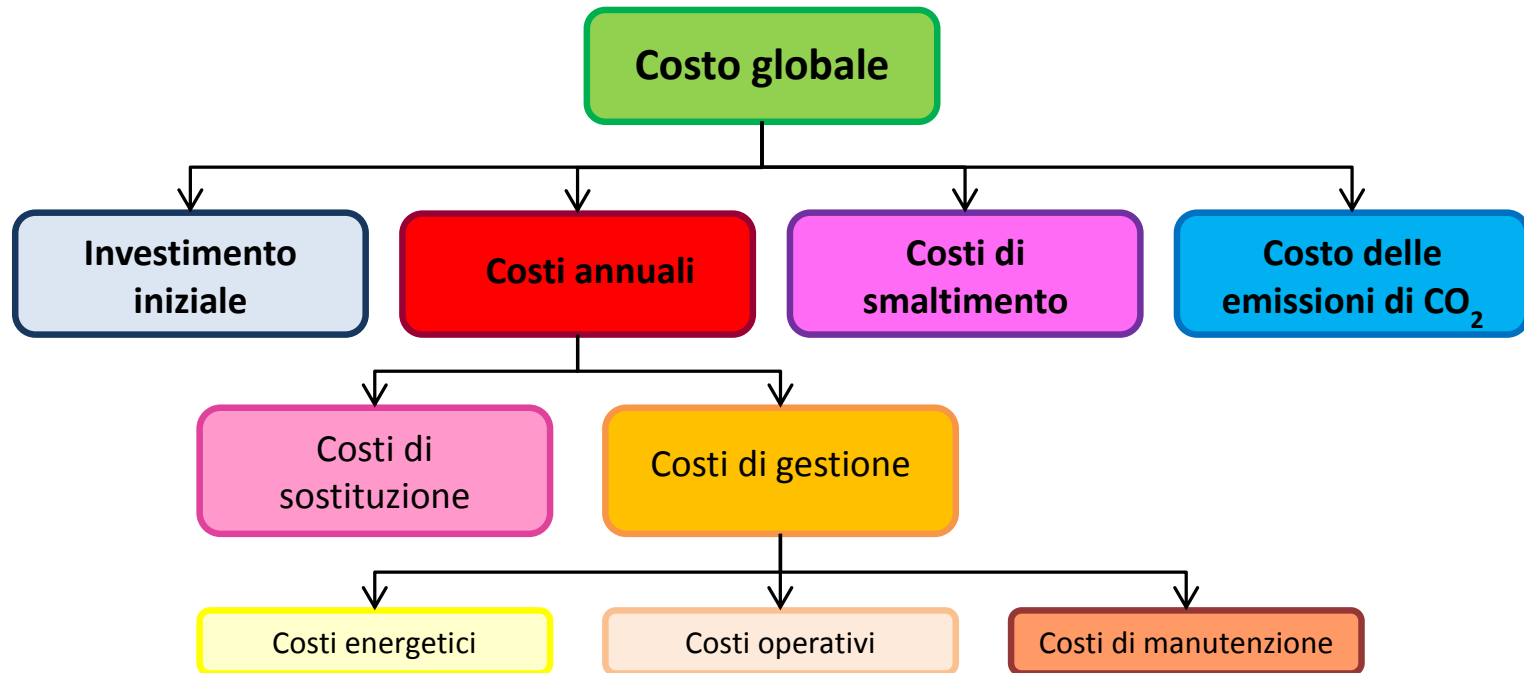 Costo globale
Investimento
iniziale
Costi annuali
Costi di
smaltimento
Costo delle
emissioni di CO₂
Costi di
sostituzione
Costi di gestione
Costi energetici
Costi operativi
Costi di manutenzione